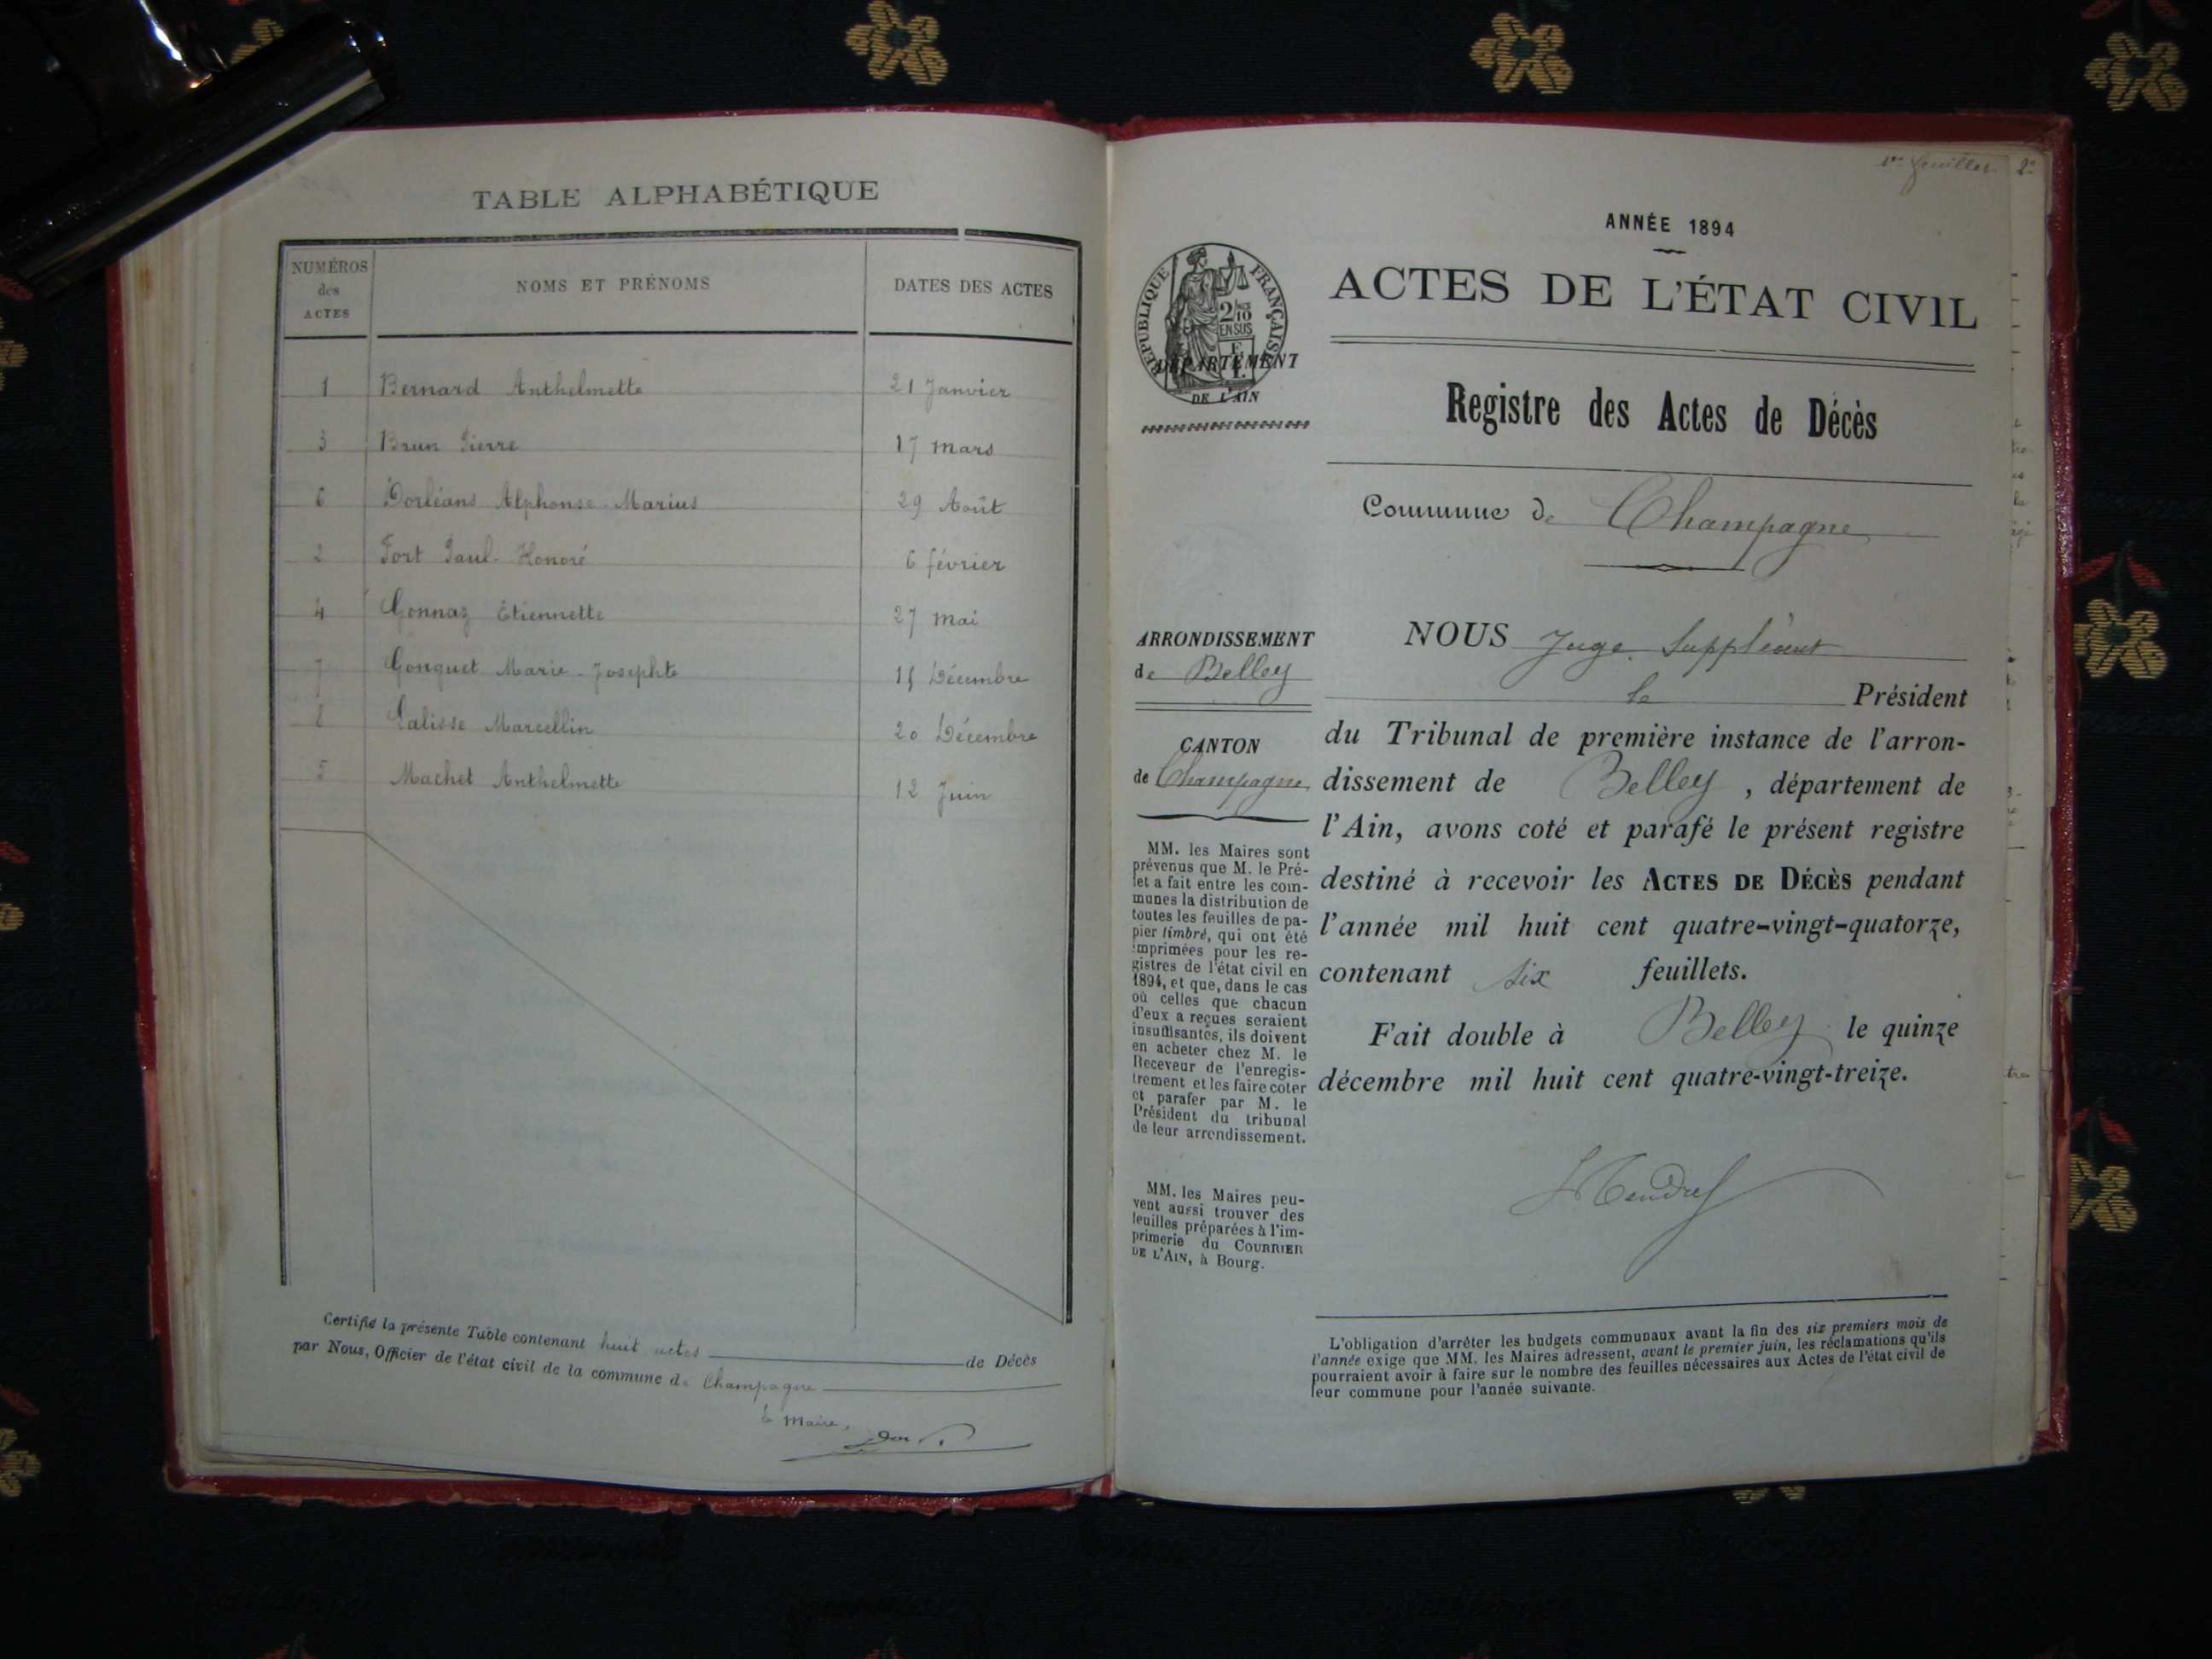 TABLE ALPHABÉTIQUE
NUMÉROS des ACTES
NOMS ET PRÉNOMS
DATES DES ACTES
1 Bernard Anthelmette 21 Janvier
3 Brun Pierre 17 mars
6 Dorléans Alphonse-Marius 29 Août
2 Fort Paul-Honoré 6 février
4 Gonnaz Etiennette 27 mai
7 Gonguet Marie-Josephte 15 Décembre
8 Lalisse Marcellin 20 Décembre
5 Machet Anthelmette 12 Juin
Certifié la présente Table contenant huit actes de Décès
par Nous, Officier de l'état civil de la commune de Champagne
Le Maire,
1er feuillet
2e
ANNÉE 1894
ACTES DE L'ÉTAT CIVIL
RÉPUBLIQUE FRANÇAISE
2/10
EN SUS
DÉPARTEMENT
DE L'AIN
Registre des Actes de Décès
Commune de Champagne
ARRONDISSEMENT
de Belley
CANTON
de Champagne
MM. les Maires sont
prévenus que M. le Pré-
fet a fait entre les com-
munes la distribution de
toutes les feuilles de pa-
pier timbré, qui ont été
imprimées pour les re-
gistres de l'état civil en
1894, et que, dans le cas
où celles que chacun
d'eux a reçues seraient
insuffisantes, ils doivent
en acheter chez M. le
Receveur de l'enregis-
trement et les faire coter
et parafer par M. le
Président du tribunal
de leur arrondissement.
MM. les Maires peu-
vent aussi trouver des
feuilles préparées à l'im-
primerie du COURRIER
DE L'AIN, à Bourg.
NOUS Juge Suppléant
le Président
du Tribunal de première instance de l'arron-
dissement de Belley, département de
l'Ain, avons coté et parafé le présent registre
destiné à recevoir les ACTES DE DÉCÈS pendant
l'année mil huit cent quatre-vingt-quatorze,
contenant six feuillets.
Fait double à Belley le quinze
décembre mil huit cent quatre-vingt-treize.
L'obligation d'arrêter les budgets communaux avant la fin des six premiers mois de
l'année exige que MM. les Maires adressent, avant le premier juin, les réclamations qu'ils
pourraient avoir à faire sur le nombre des feuilles nécessaires aux Actes de l'état civil de
leur commune pour l'année suivante.